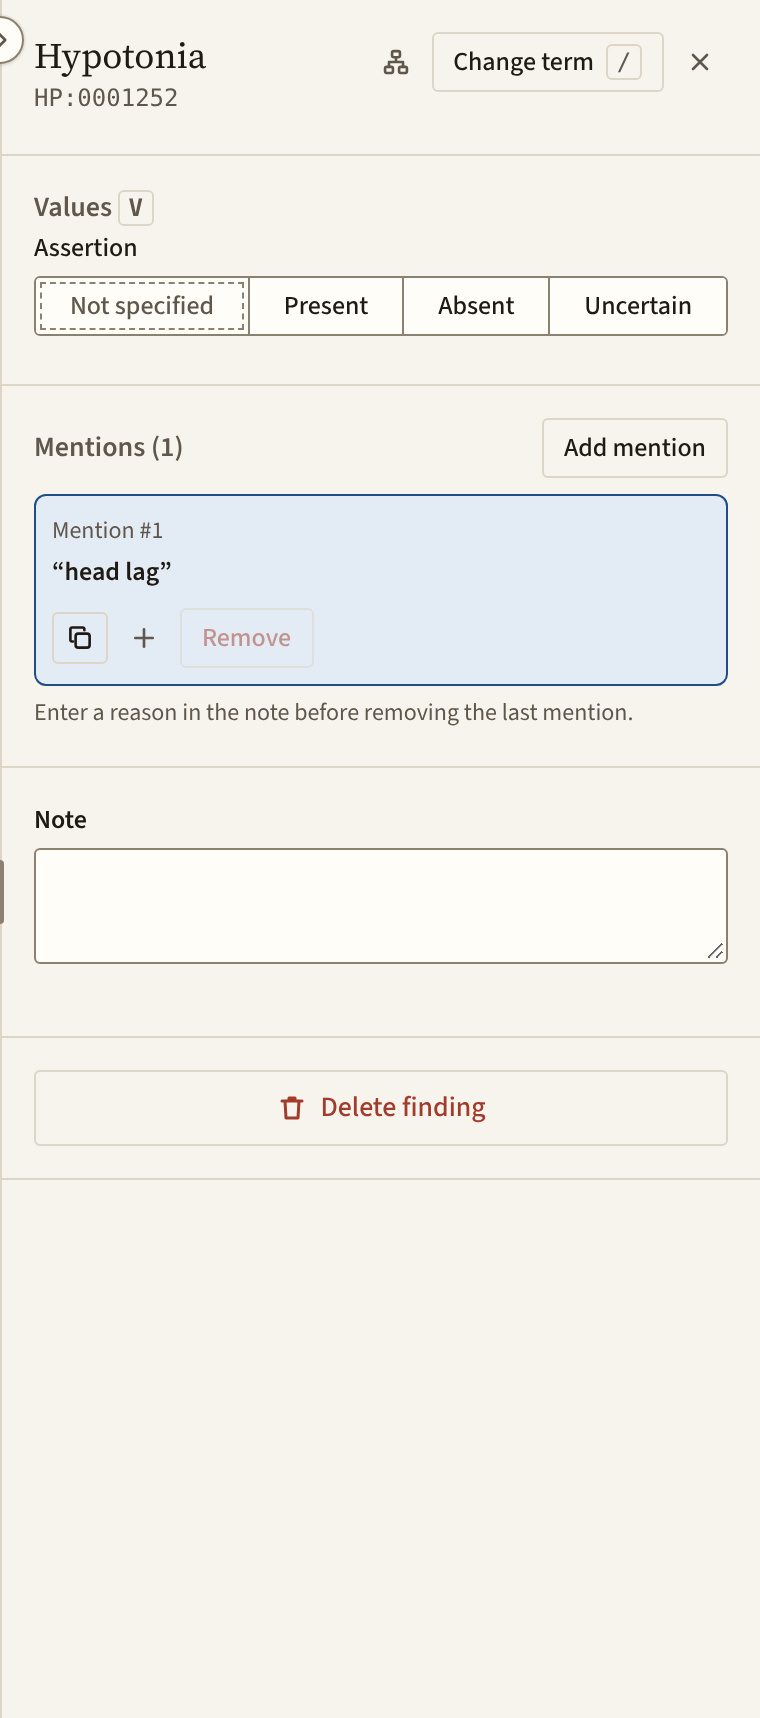 Hypotonia
HP:0001252
Change term /
Values V
Assertion
Not specified Present Absent Uncertain
Mentions (1)
Add mention
Mention #1
“head lag”
Remove
Enter a reason in the note before removing the last mention.
Note
Delete finding